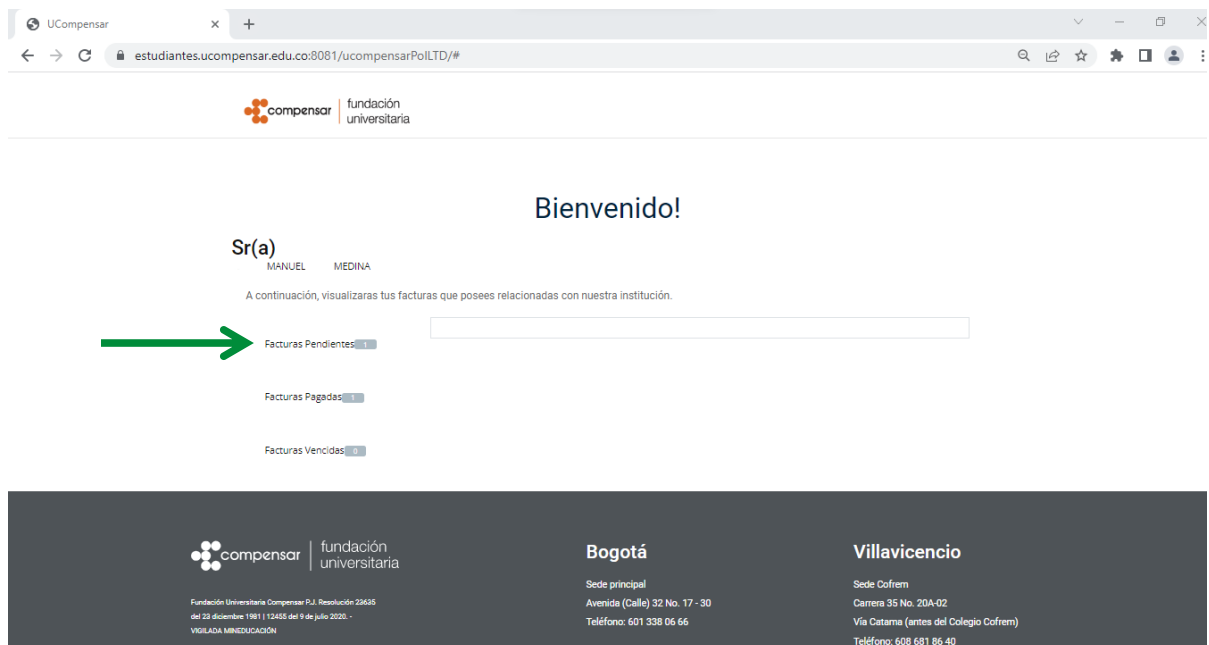 UCompensar
estudiantes.ucompensar.edu.co:8081/ucompensarPolLTD/#
compensar
fundación
universitaria
Bienvenido!
Sr(a)
MANUEL MEDINA
A continuación, visualizaras tus facturas que posees relacionadas con nuestra institución.
Facturas Pendientes 1
Facturas Pagadas 1
Facturas Vencidas 0
compensar
fundación
universitaria
Fundación Universitaria Compensar P.J. Resolución 23635
del 23 diciembre 1981 | 12455 del 9 de julio 2020. -
VIGILADA MINEDUCACIÓN
Bogotá
Sede principal
Avenida (Calle) 32 No. 17 - 30
Teléfono: 601 338 06 66
Villavicencio
Sede Cofrem
Carrera 35 No. 20A-02
Vía Catama (antes del Colegio Cofrem)
Teléfono: 608 681 86 40